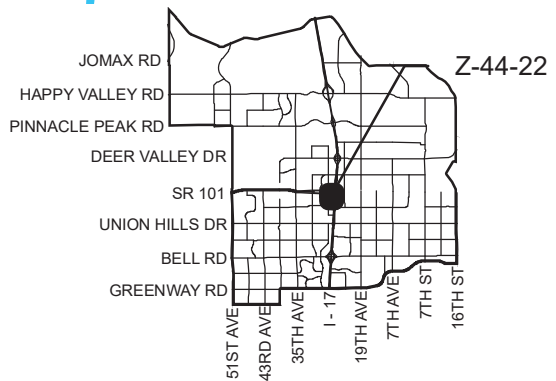 JOMAX RD
Z-44-22
HAPPY VALLEY RD
PINNACLE PEAK RD
DEER VALLEY DR
SR 101
UNION HILLS DR
BELL RD
GREENWAY RD
51ST AVE
43RD AVE
35TH AVE
I - 17
19TH AVE
7TH AVE
7TH ST
16TH ST